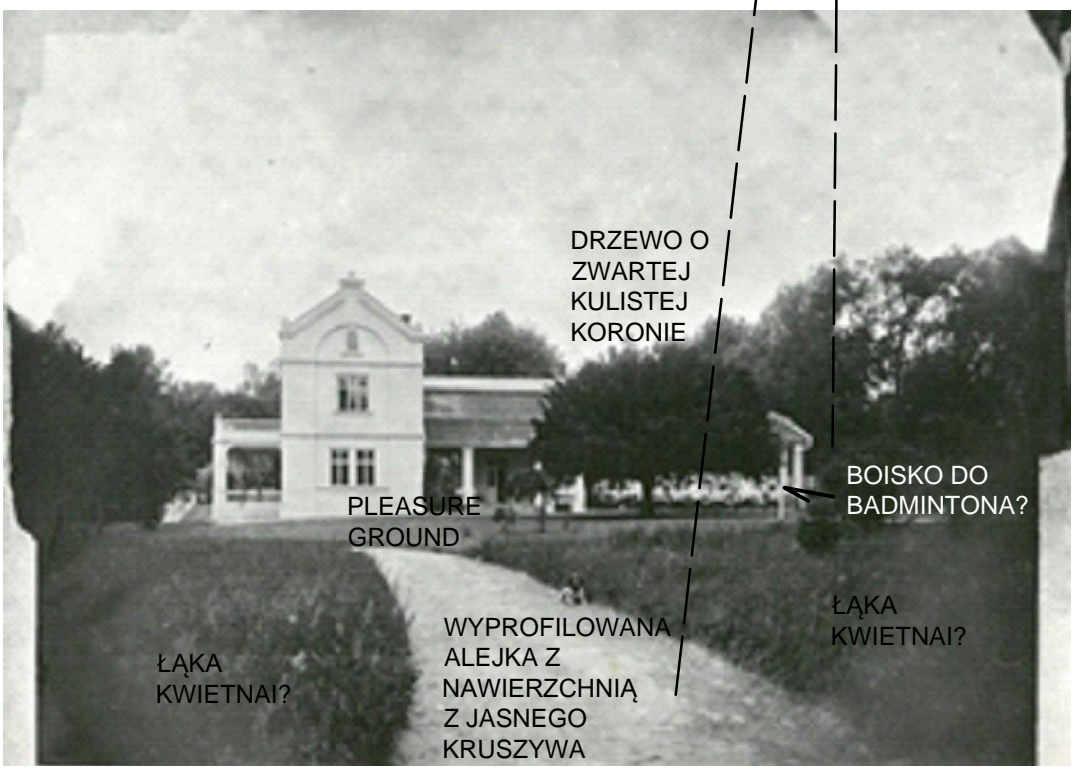 DRZEWO O
ZWARTEJ
KULISTEJ
KORONIE
BOISKO DO
BADMINTONA?
PLEASURE
GROUND
ŁĄKA
KWIETNAI?
WYPROFILOWANA
ALEJKA Z
NAWIERZCHNIĄ
Z JASNEGO
KRUSZYWA
ŁĄKA
KWIETNAI?